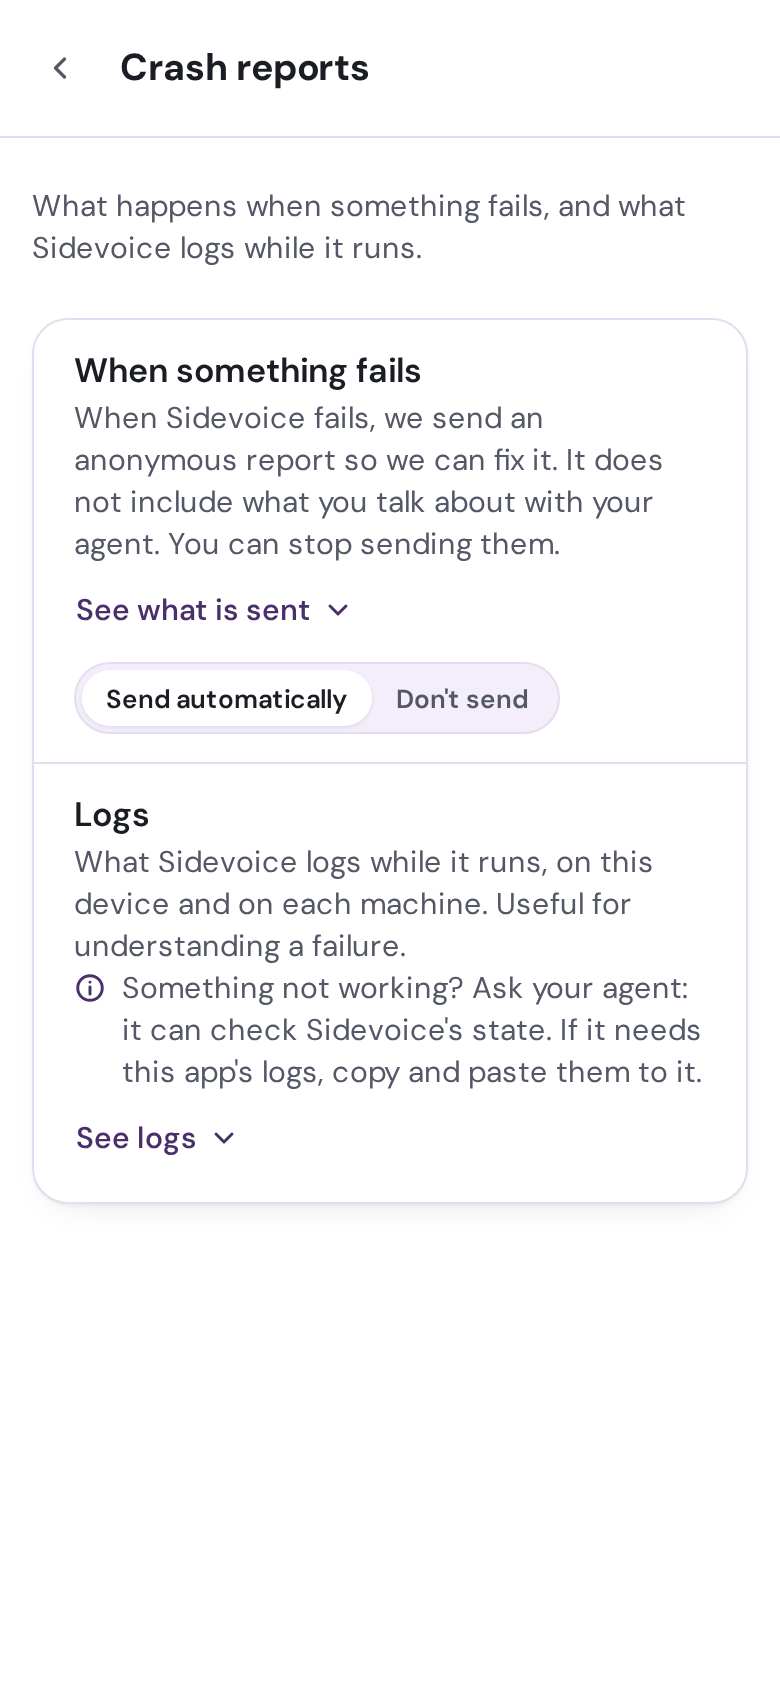 Crash reports
What happens when something fails, and what
Sidevoice logs while it runs.
When something fails
When Sidevoice fails, we send an
anonymous report so we can fix it. It does
not include what you talk about with your
agent. You can stop sending them.
See what is sent
Send automatically
Don't send
Logs
What Sidevoice logs while it runs, on this
device and on each machine. Useful for
understanding a failure.
Something not working? Ask your agent:
it can check Sidevoice's state. If it needs
this app's logs, copy and paste them to it.
See logs